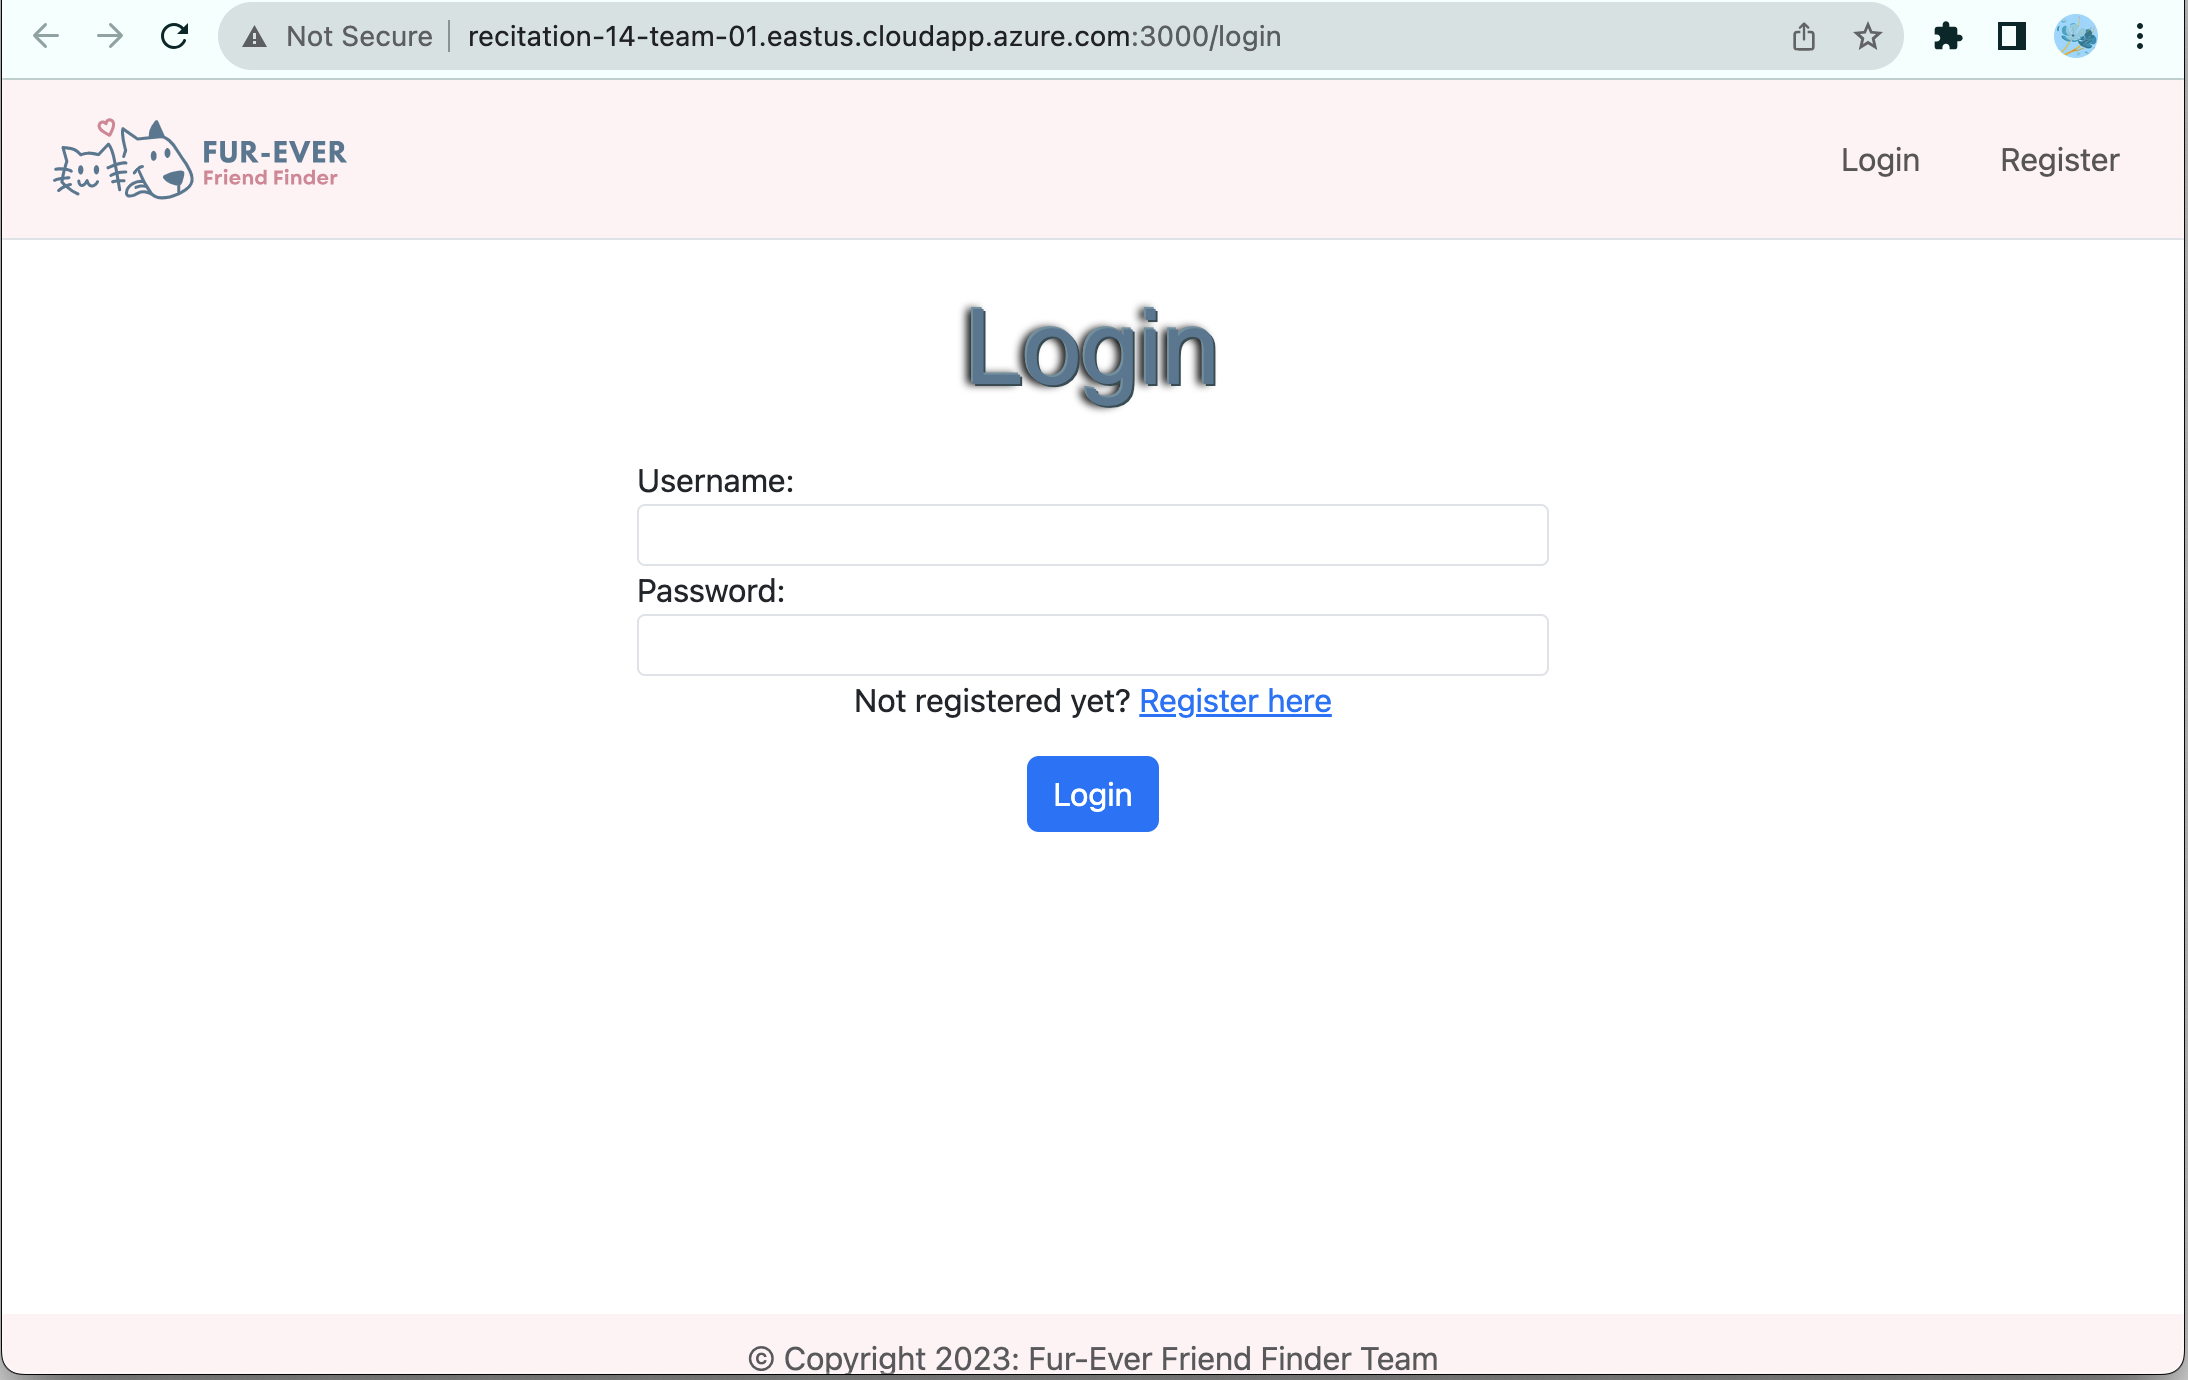 Not Secure recitation-14-team-01.eastus.cloudapp.azure.com:3000/login
FUR-EVER
Friend Finder
Login Register
Login
Username:
Password:
Not registered yet? Register here
Login
© Copyright 2023: Fur-Ever Friend Finder Team